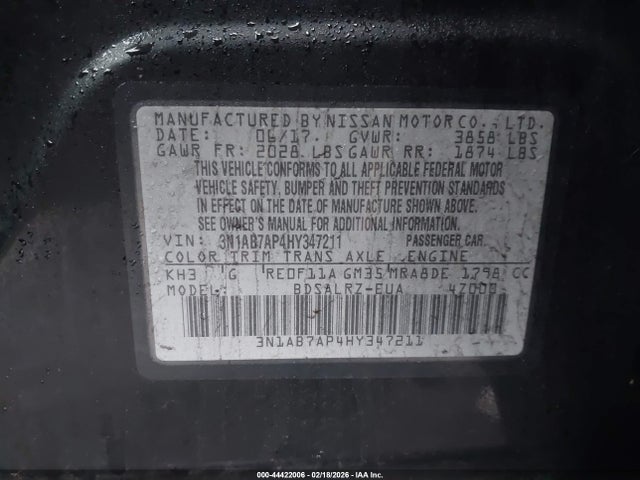 MANUFACTURED BY NISSAN MOTOR CO., LTD.
DATE: 06/17. GVWR: 3858 LBS
GAWR FR: 2028 LBS GAWR RR: 1874 LBS
THIS VEHICLE CONFORMS TO ALL APPLICABLE FEDERAL MOTOR
VEHICLE SAFETY, BUMPER AND THEFT PREVENTION STANDARDS
IN EFFECT ON THE DATE OF MANUFACTURE SHOWN ABOVE.
SEE OWNER'S MANUAL FOR ADDITIONAL INFORMATION.
VIN: 3N1AB7AP4HY347211 PASSENGER CAR
COLOR TRIM TRANS AXLE ENGINE
KH3 G RE0F11A GM35 MRA8DE 1798 CC
MODEL: BDSALRZ-EUA 47000
3N1AB7AP4HY347211
000-44422006 - 02/18/2026 - IAA Inc.